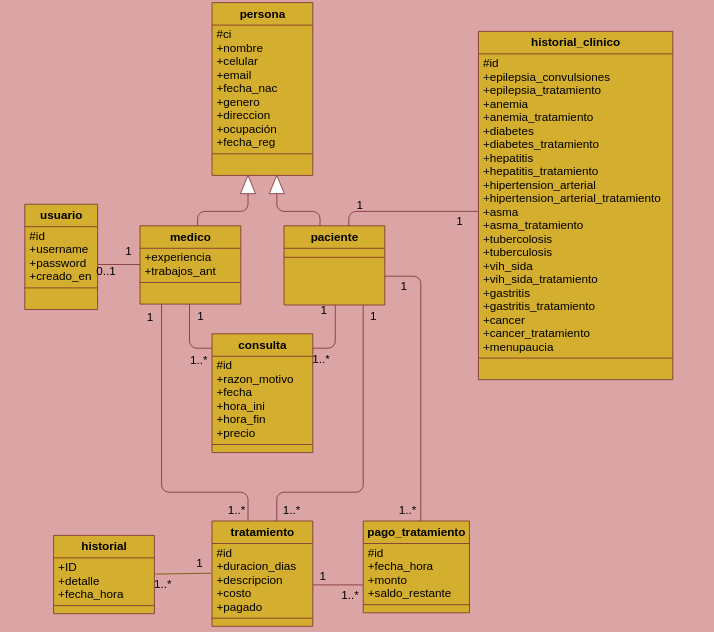 persona
#ci
+nombre
+celular
+email
+fecha_nac
+genero
+direccion
+ocupación
+fecha_reg
historial_clinico
#id
+epilepsia_convulsiones
+epilepsia_tratamiento
+anemia
+anemia_tratamiento
+diabetes
+diabetes_tratamiento
+hepatitis
+hepatitis_tratamiento
+hipertension_arterial
+hipertension_arterial_tratamiento
+asma
+asma_tratamiento
+tubercolosis
+tuberculosis
+vih_sida
+vih_sida_tratamiento
+gastritis
+gastritis_tratamiento
+cancer
+cancer_tratamiento
+menupaucia
1
1
usuario
#id
+username
+password
+creado_en
1
0..1
medico
+experiencia
+trabajos_ant
paciente
1
1
1
1
1
1..*
1..*
consulta
#id
+razon_motivo
+fecha
+hora_ini
+hora_fin
+precio
1..*
1..*
1..*
historial
+ID
+detalle
+fecha_hora
1
1..*
tratamiento
#id
+duracion_dias
+descripcion
+costo
+pagado
1
1..*
pago_tratamiento
#id
+fecha_hora
+monto
+saldo_restante